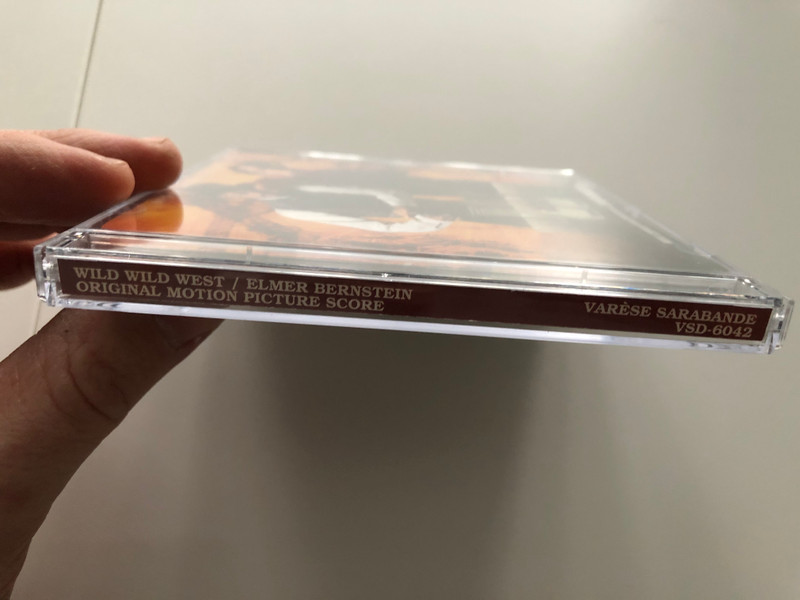 WILD WILD WEST / ELMER BERNSTEIN
ORIGINAL MOTION PICTURE SCORE
VARÈSE SARABANDE
VSD-6042